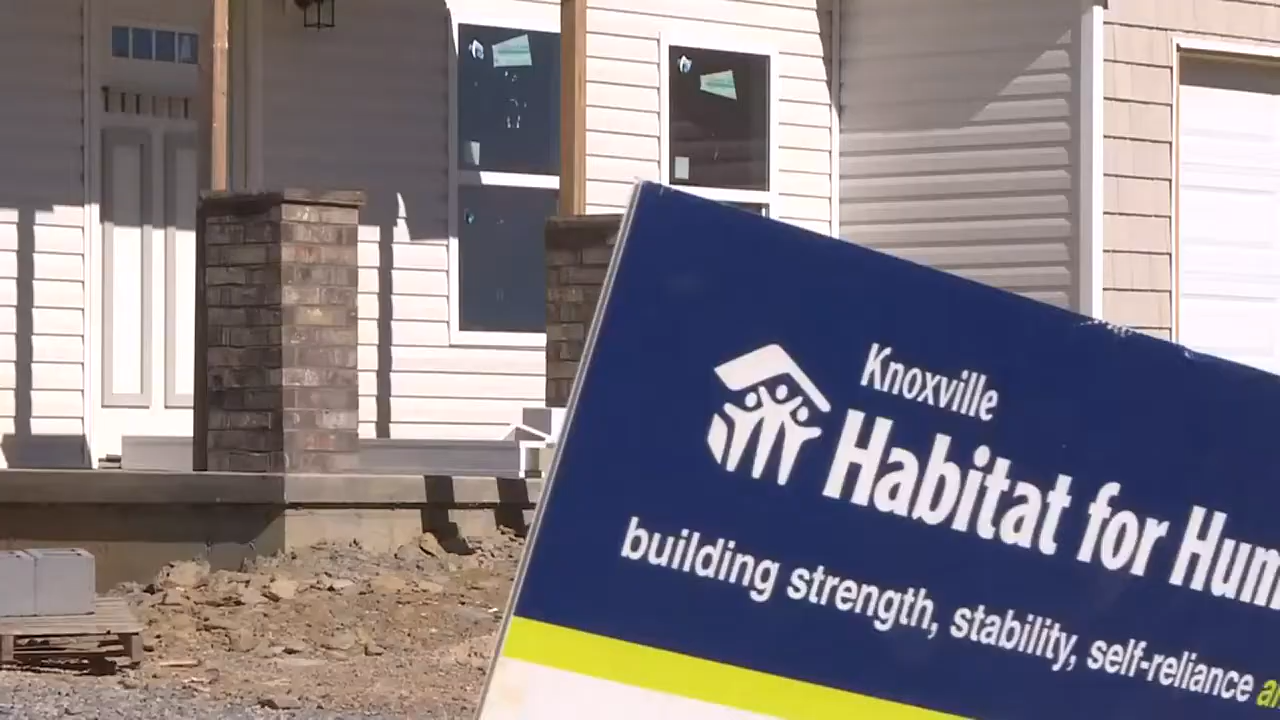 Knoxville
Habitat for Hum
building strength, stability, self-reliance